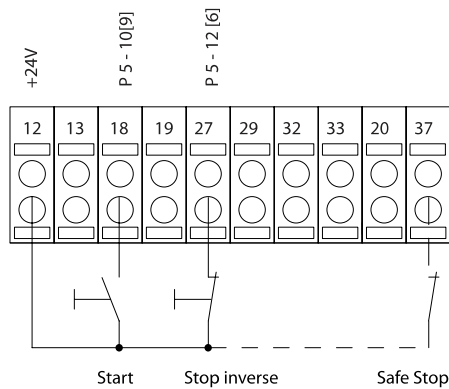 +24V
P 5 - 10[9]
P 5 - 12 [6]
12 13 18 19 27 29 32 33 20 37
Start Stop inverse Safe Stop